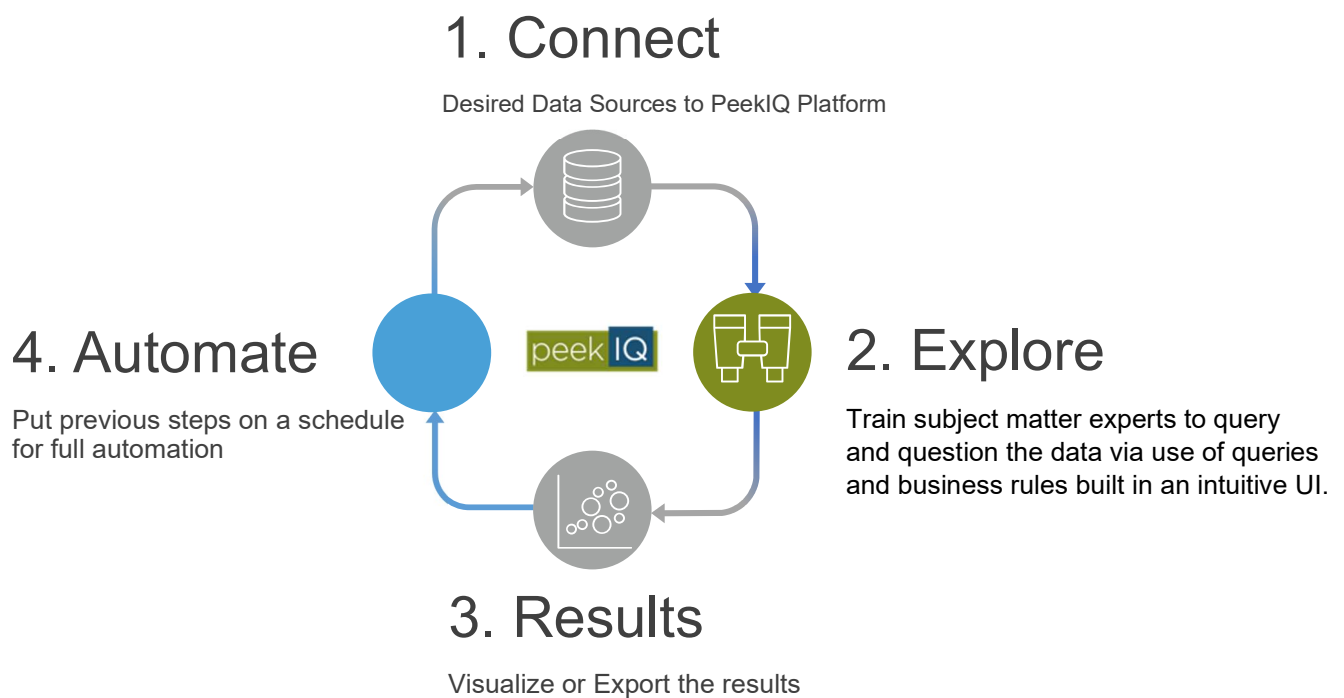 1. Connect
Desired Data Sources to PeekIQ Platform
peek IQ
4. Automate
Put previous steps on a schedule
for full automation
2. Explore
Train subject matter experts to query
and question the data via use of queries
and business rules built in an intuitive UI.
3. Results
Visualize or Export the results